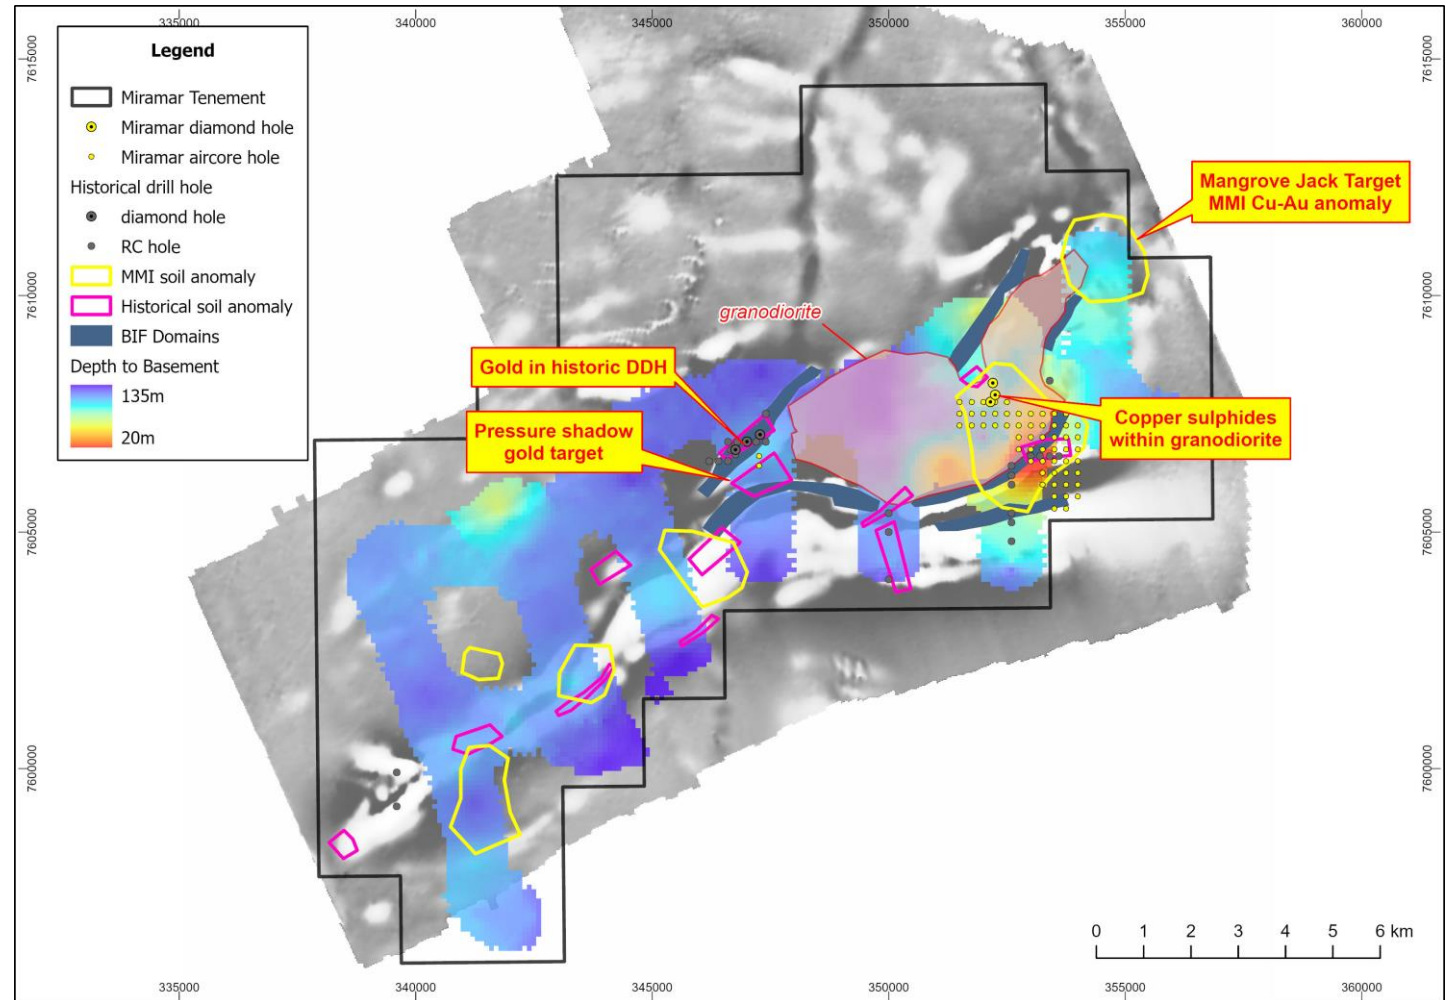 335000
340000
345000
350000
355000
360000
7615000
7615000
Legend
Miramar Tenement
Miramar diamond hole
Miramar aircore hole
Historical drill hole
diamond hole
RC hole
MMI soil anomaly
Historical soil anomaly
BIF Domains
Depth to Basement
135m
20m
Mangrove Jack Target
MMI Cu-Au anomaly
7610000
7610000
granodiorite
Gold in historic DDH
Pressure shadow
gold target
Copper sulphides
within granodiorite
7605000
7605000
7600000
7600000
0 1 2 3 4 5 6 km
335000
340000
345000
350000
355000
360000